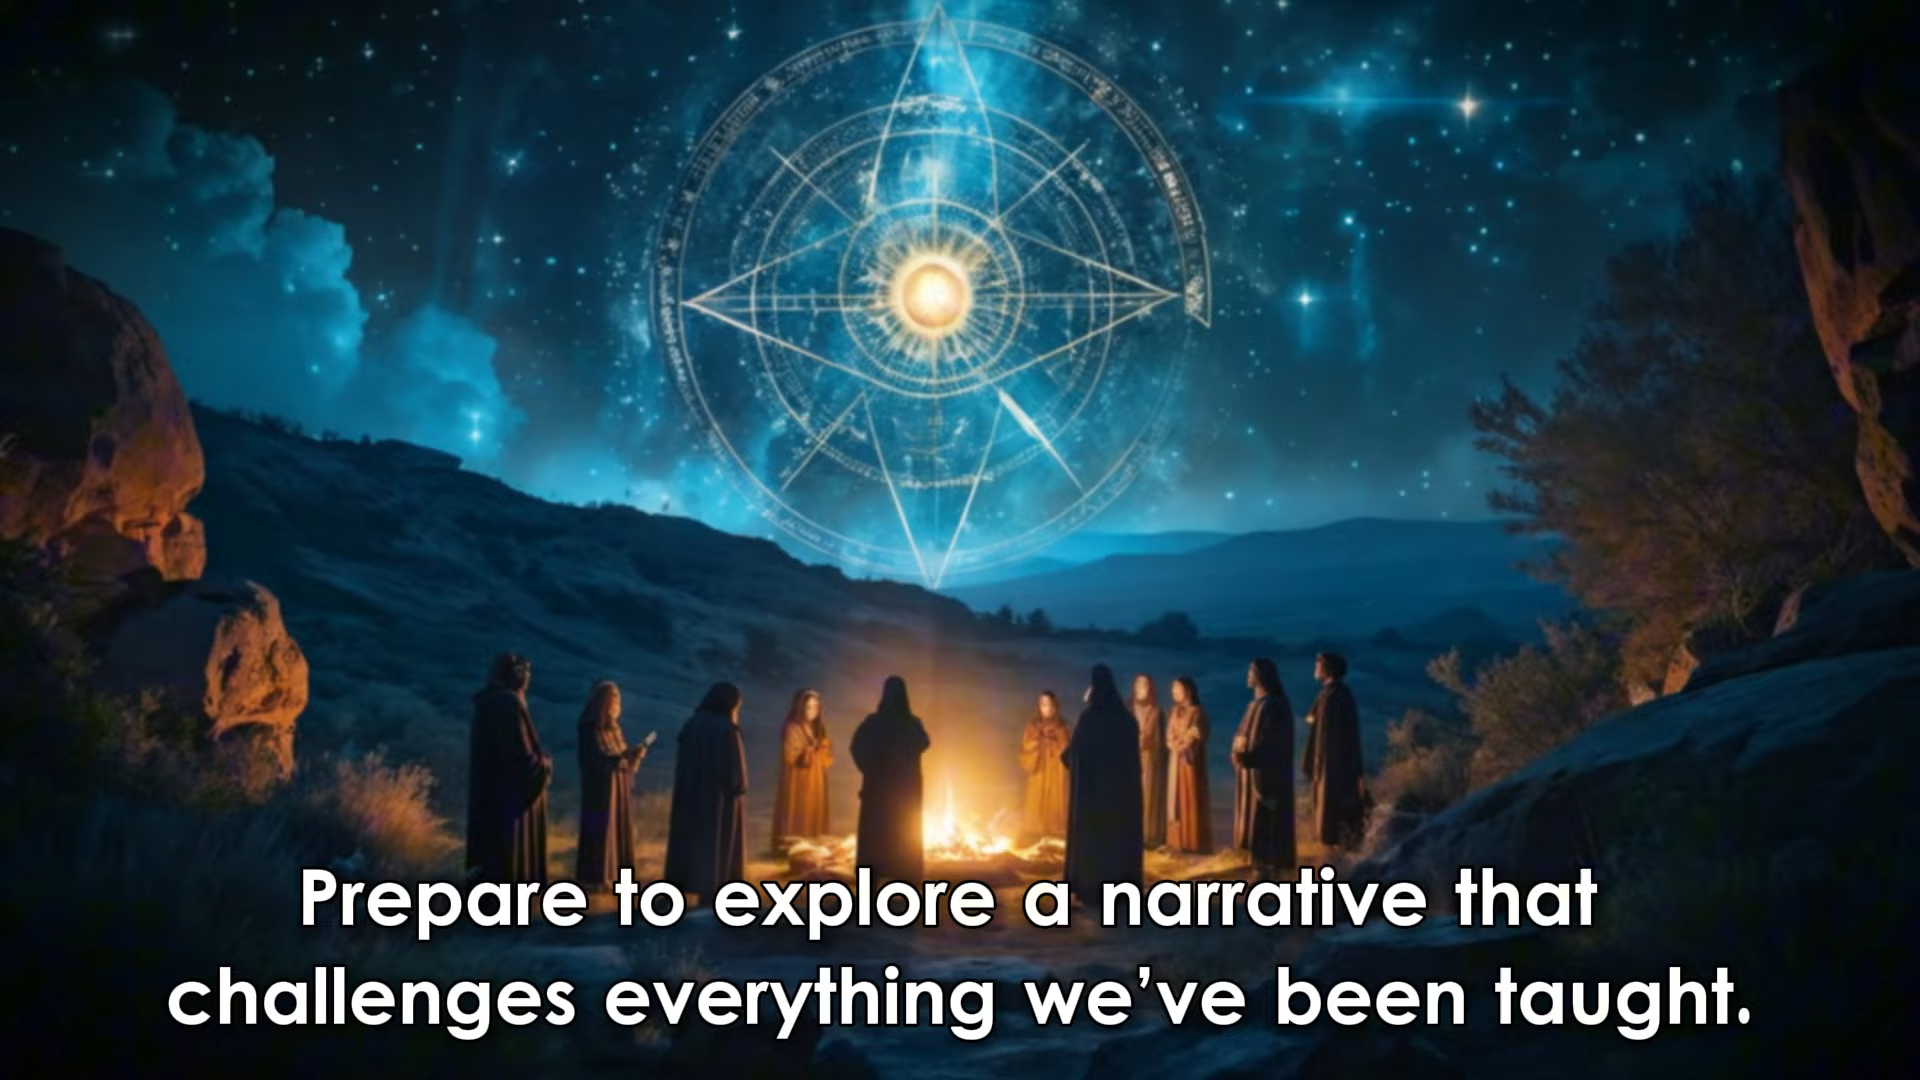 Prepare to explore a narrative that
challenges everything we've been taught.